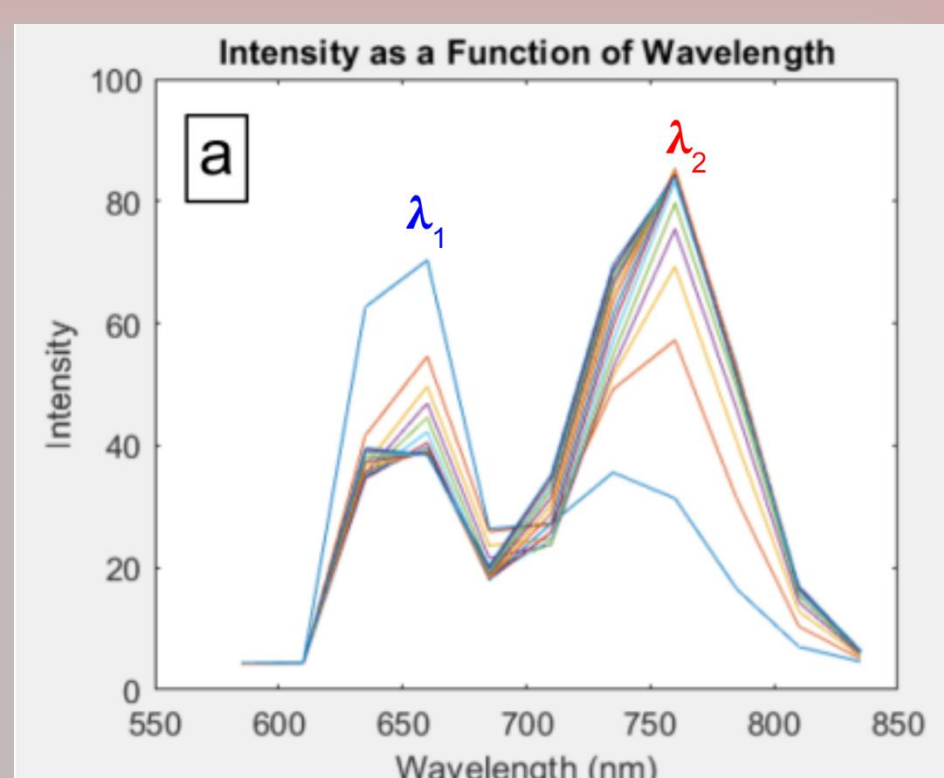 Intensity as a Function of Wavelength
a
λ1
λ2
Intensity
100
80
60
40
20
0
550 600 650 700 750 800 850
Wavelength (nm)